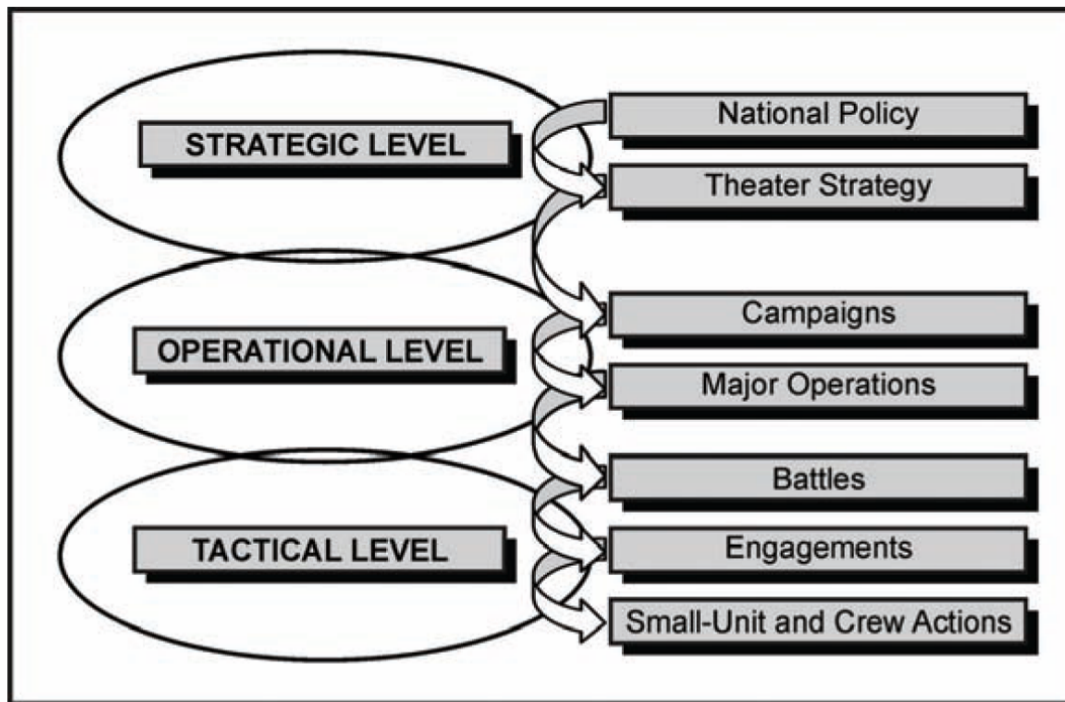 STRATEGIC LEVEL
National Policy
Theater Strategy
OPERATIONAL LEVEL
Campaigns
Major Operations
TACTICAL LEVEL
Battles
Engagements
Small-Unit and Crew Actions